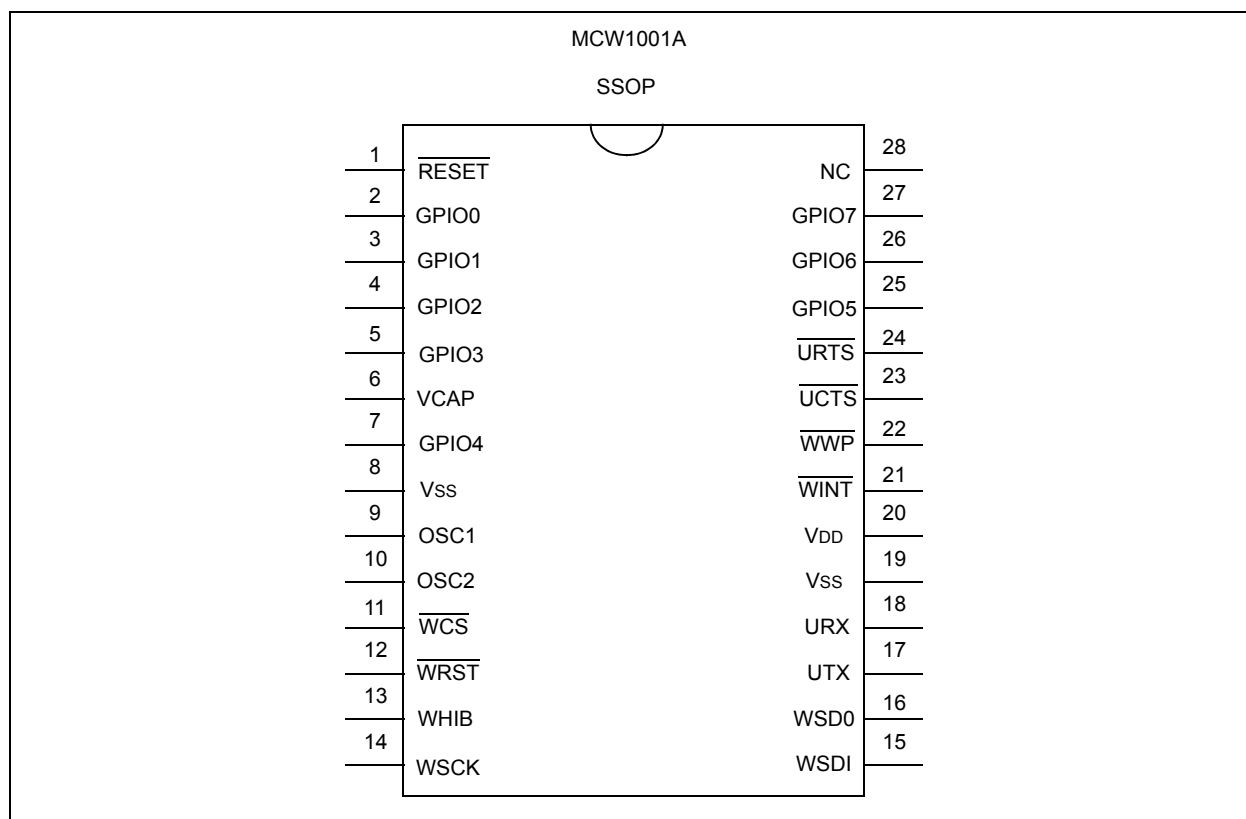 MCW1001A
SSOP
1 RESET NC 28
2 GPIO0 GPIO7 27
3 GPIO1 GPIO6 26
4 GPIO2 GPIO5 25
5 GPIO3 URTS 24
6 VCAP UCTS 23
7 GPIO4 WWP 22
8 VSS WINT 21
9 OSC1 VDD 20
10 OSC2 VSS 19
11 WCS URX 18
12 WRST UTX 17
13 WHIB WSD0 16
14 WSCK WSDI 15